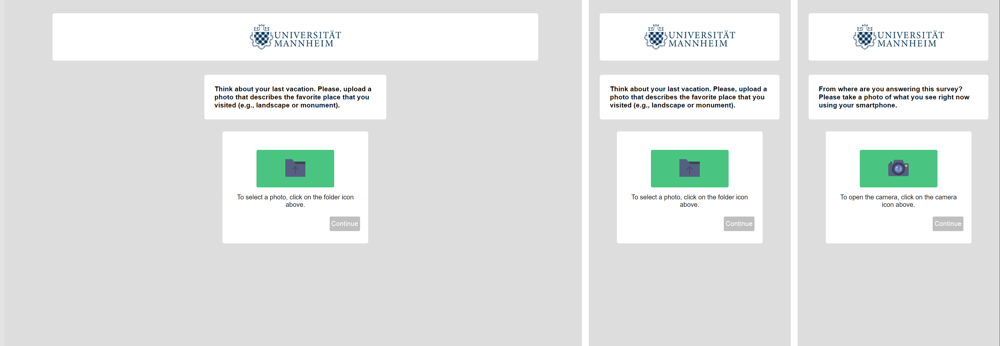 UNIVERSITÄT
MANNHEIM
Think about your last vacation. Please, upload a
photo that describes the favorite place that you
visited (e.g., landscape or monument).
To select a photo, click on the folder icon
above.
Continue
UNIVERSITÄT
MANNHEIM
Think about your last vacation. Please, upload a
photo that describes the favorite place that you
visited (e.g., landscape or monument).
To select a photo, click on the folder icon
above.
Continue
UNIVERSITÄT
MANNHEIM
From where are you answering this survey?
Please take a photo of what you see right now
using your smartphone.
To open the camera, click on the camera
icon above.
Continue